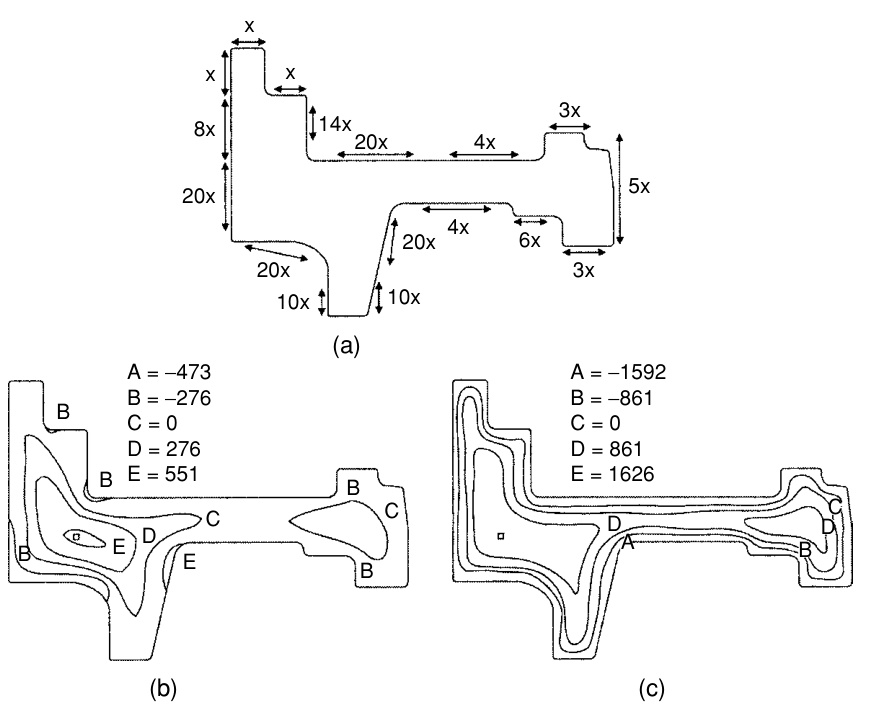 x
x
x
8x
14x
20x
4x
3x
20x
5x
20x
20x
4x
6x
3x
10x
10x
(a)
A = –473
B = –276
C = 0
D = 276
E = 551
B
B
B
C
C
D
E
B
E
B
(b)
A = –1592
B = –861
C = 0
D = 861
E = 1626
C
D
D
A
B
(c)